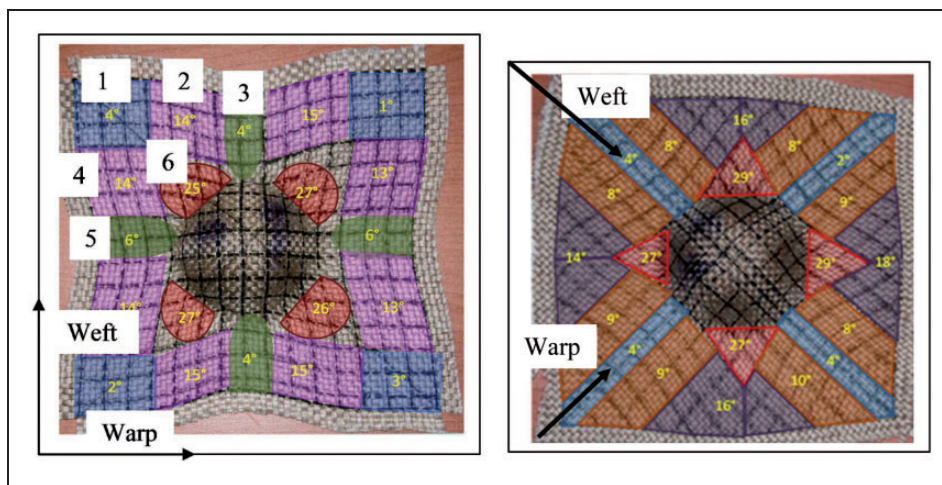 1 2 3
4° 14° 4° 15° 1°
6
4 14° 25° 27° 13°
5 6° 6°
14° 27° 26° 13°
Weft
2° 15° 4° 15° 3°
Warp
Weft 16°
4° 8° 8° 2°
8° 29° 9°
14° 27° 29° 18°
9° 8°
Warp 4° 27° 4°
9° 10°
16°